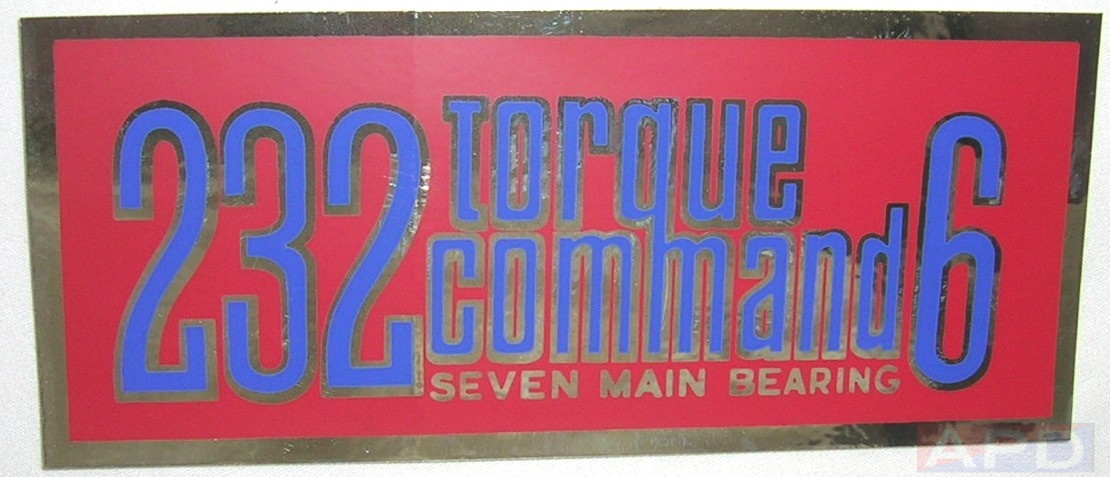 232 torque command 6
SEVEN MAIN BEARING
APD